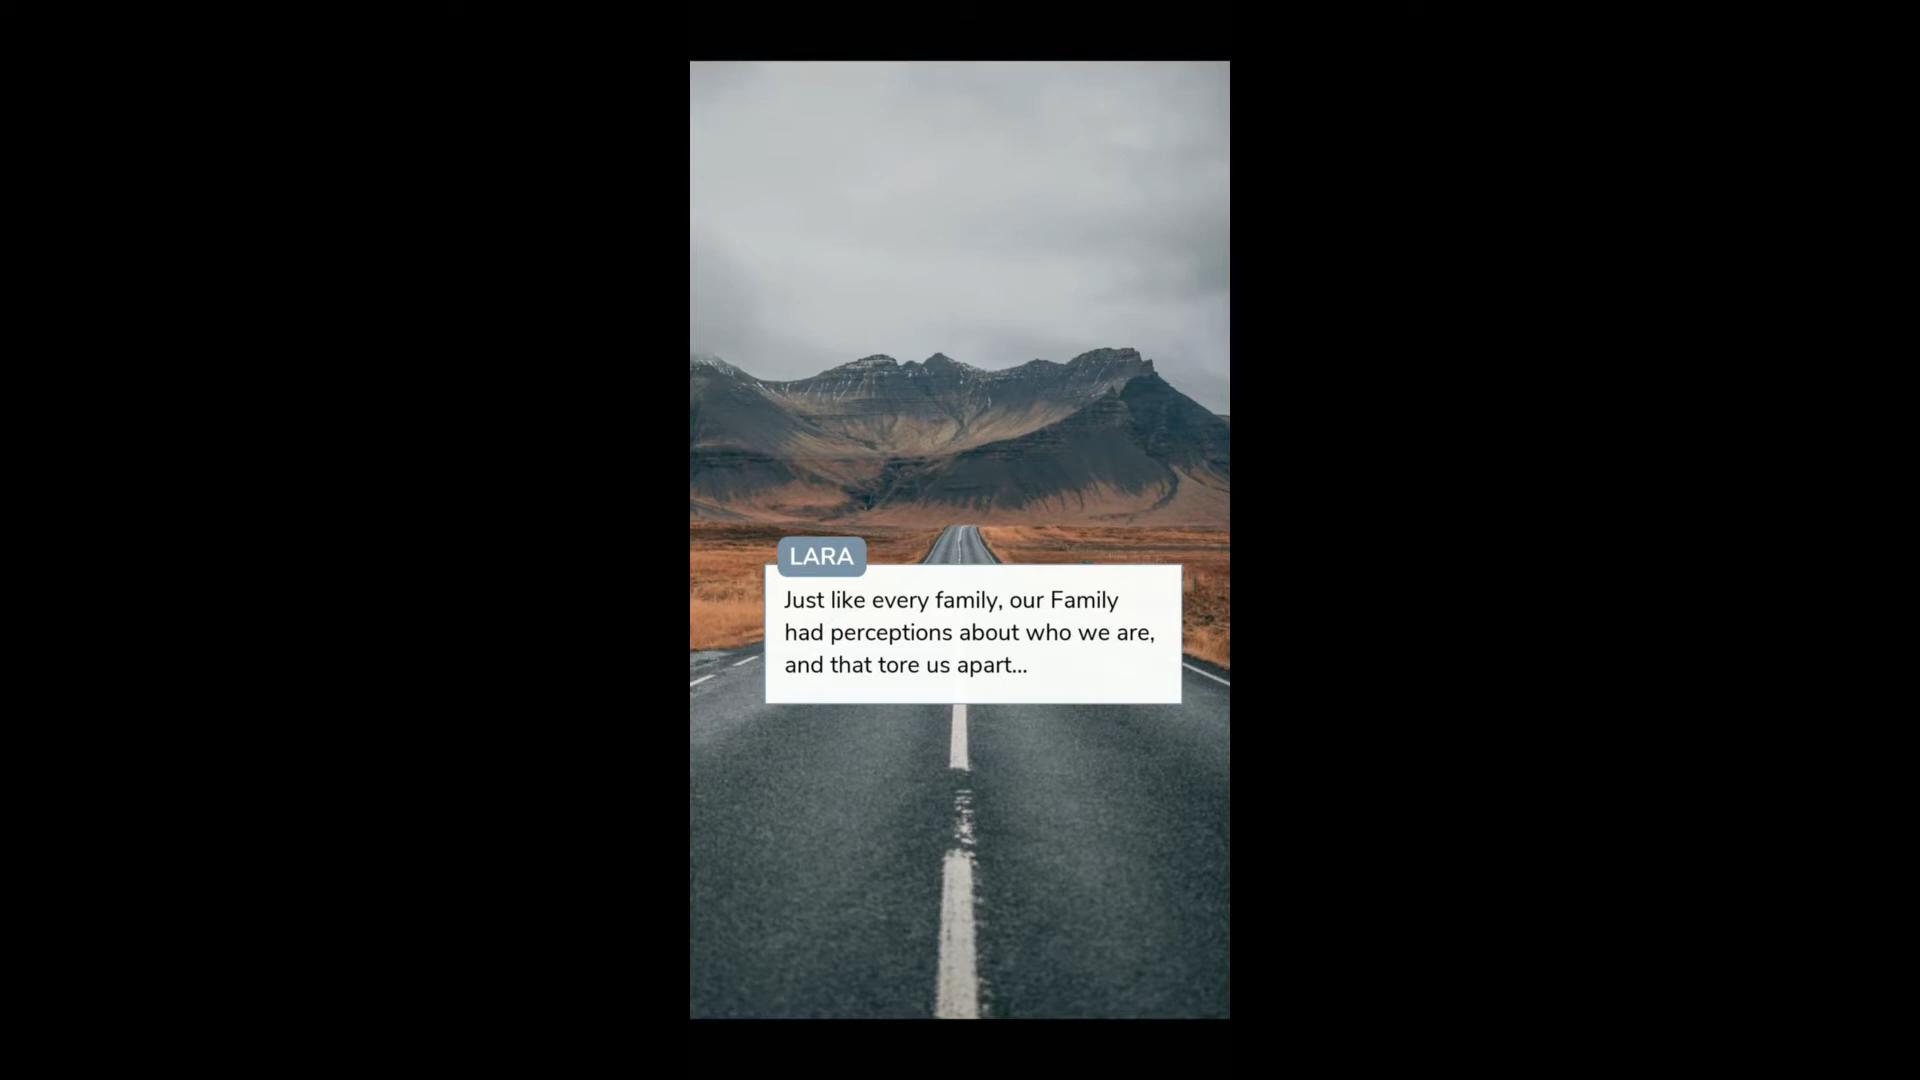 LARA
Just like every family, our Family
had perceptions about who we are,
and that tore us apart...